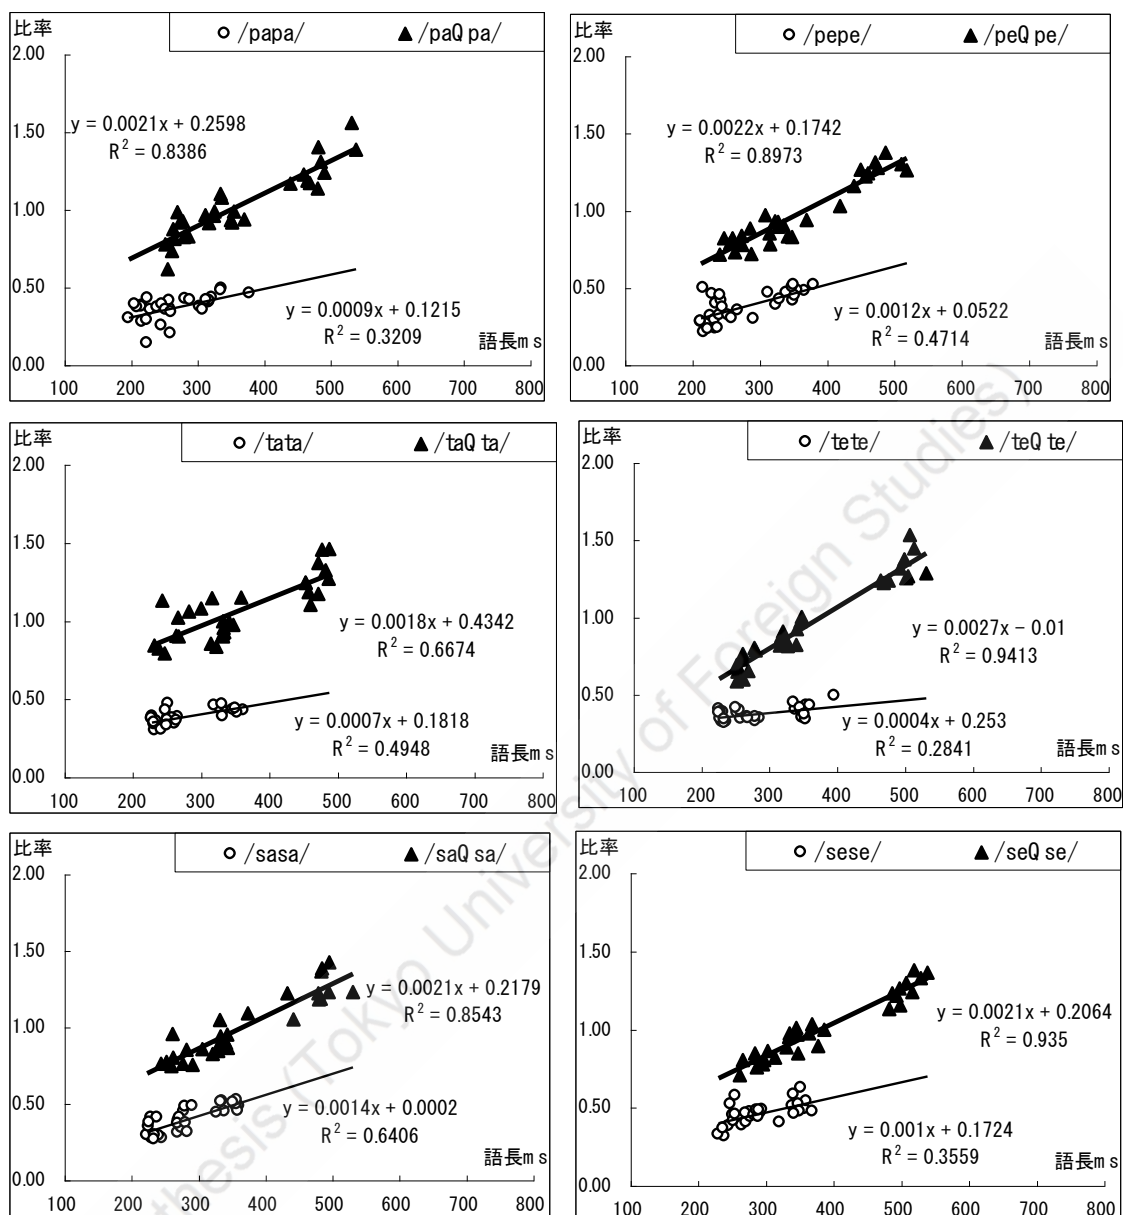 比率
○ /papa/ ▲ /paQ pa/
2.00
1.50
1.00
0.50
0.00
y = 0.0021x + 0.2598
R² = 0.8386
y = 0.0009x + 0.1215
R² = 0.3209
語長ms
100 200 300 400 500 600 700 800
比率
○ /pepe/ ▲ /peQ pe/
2.00
1.50
1.00
0.50
0.00
y = 0.0022x + 0.1742
R² = 0.8973
y = 0.0012x + 0.0522
R² = 0.4714
語長ms
100 200 300 400 500 600 700 800
比率
○ /tata/ ▲ /taQ ta/
2.00
1.50
1.00
0.50
0.00
y = 0.0018x + 0.4342
R² = 0.6674
y = 0.0007x + 0.1818
R² = 0.4948
語長ms
100 200 300 400 500 600 700 800
比率
○ /tete/ ▲ /teQ te/
2.00
1.50
1.00
0.50
0.00
y = 0.0027x − 0.01
R² = 0.9413
y = 0.0004x + 0.253
R² = 0.2841
語長ms
100 200 300 400 500 600 700 800
比率
○ /sasa/ ▲ /saQ sa/
2.00
1.50
1.00
0.50
0.00
y = 0.0021x + 0.2179
R² = 0.8543
y = 0.0014x + 0.0002
R² = 0.6406
語長ms
100 200 300 400 500 600 700 800
比率
○ /sese/ ▲ /seQ se/
2.00
1.50
1.00
0.50
0.00
y = 0.0021x + 0.2064
R² = 0.935
y = 0.001x + 0.1724
R² = 0.3559
語長ms
100 200 300 400 500 600 700 800
thesis (Tokyo University of Foreign Studies)